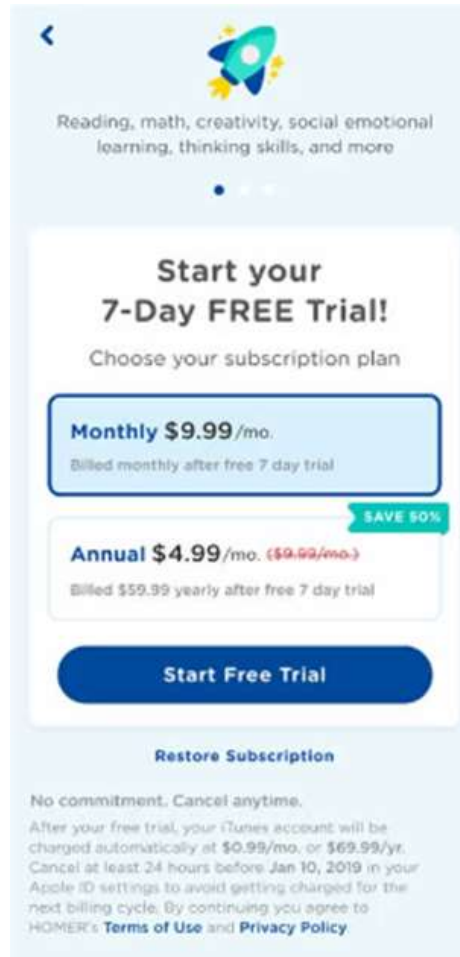 Reading, math, creativity, social emotional
learning, thinking skills, and more
Start your
7-Day FREE Trial!
Choose your subscription plan
Monthly $9.99/mo.
Billed monthly after free 7 day trial
SAVE 50%
Annual $4.99/mo. ($9.99/mo.)
Billed $59.99 yearly after free 7 day trial
Start Free Trial
Restore Subscription
No commitment. Cancel anytime.
After your free trial, your iTunes account will be
charged automatically at $0.99/mo. or $69.99/yr.
Cancel at least 24 hours before Jan 10, 2019 in your
Apple ID settings to avoid getting charged for the
next billing cycle. By continuing you agree to
HOMER's Terms of Use and Privacy Policy.